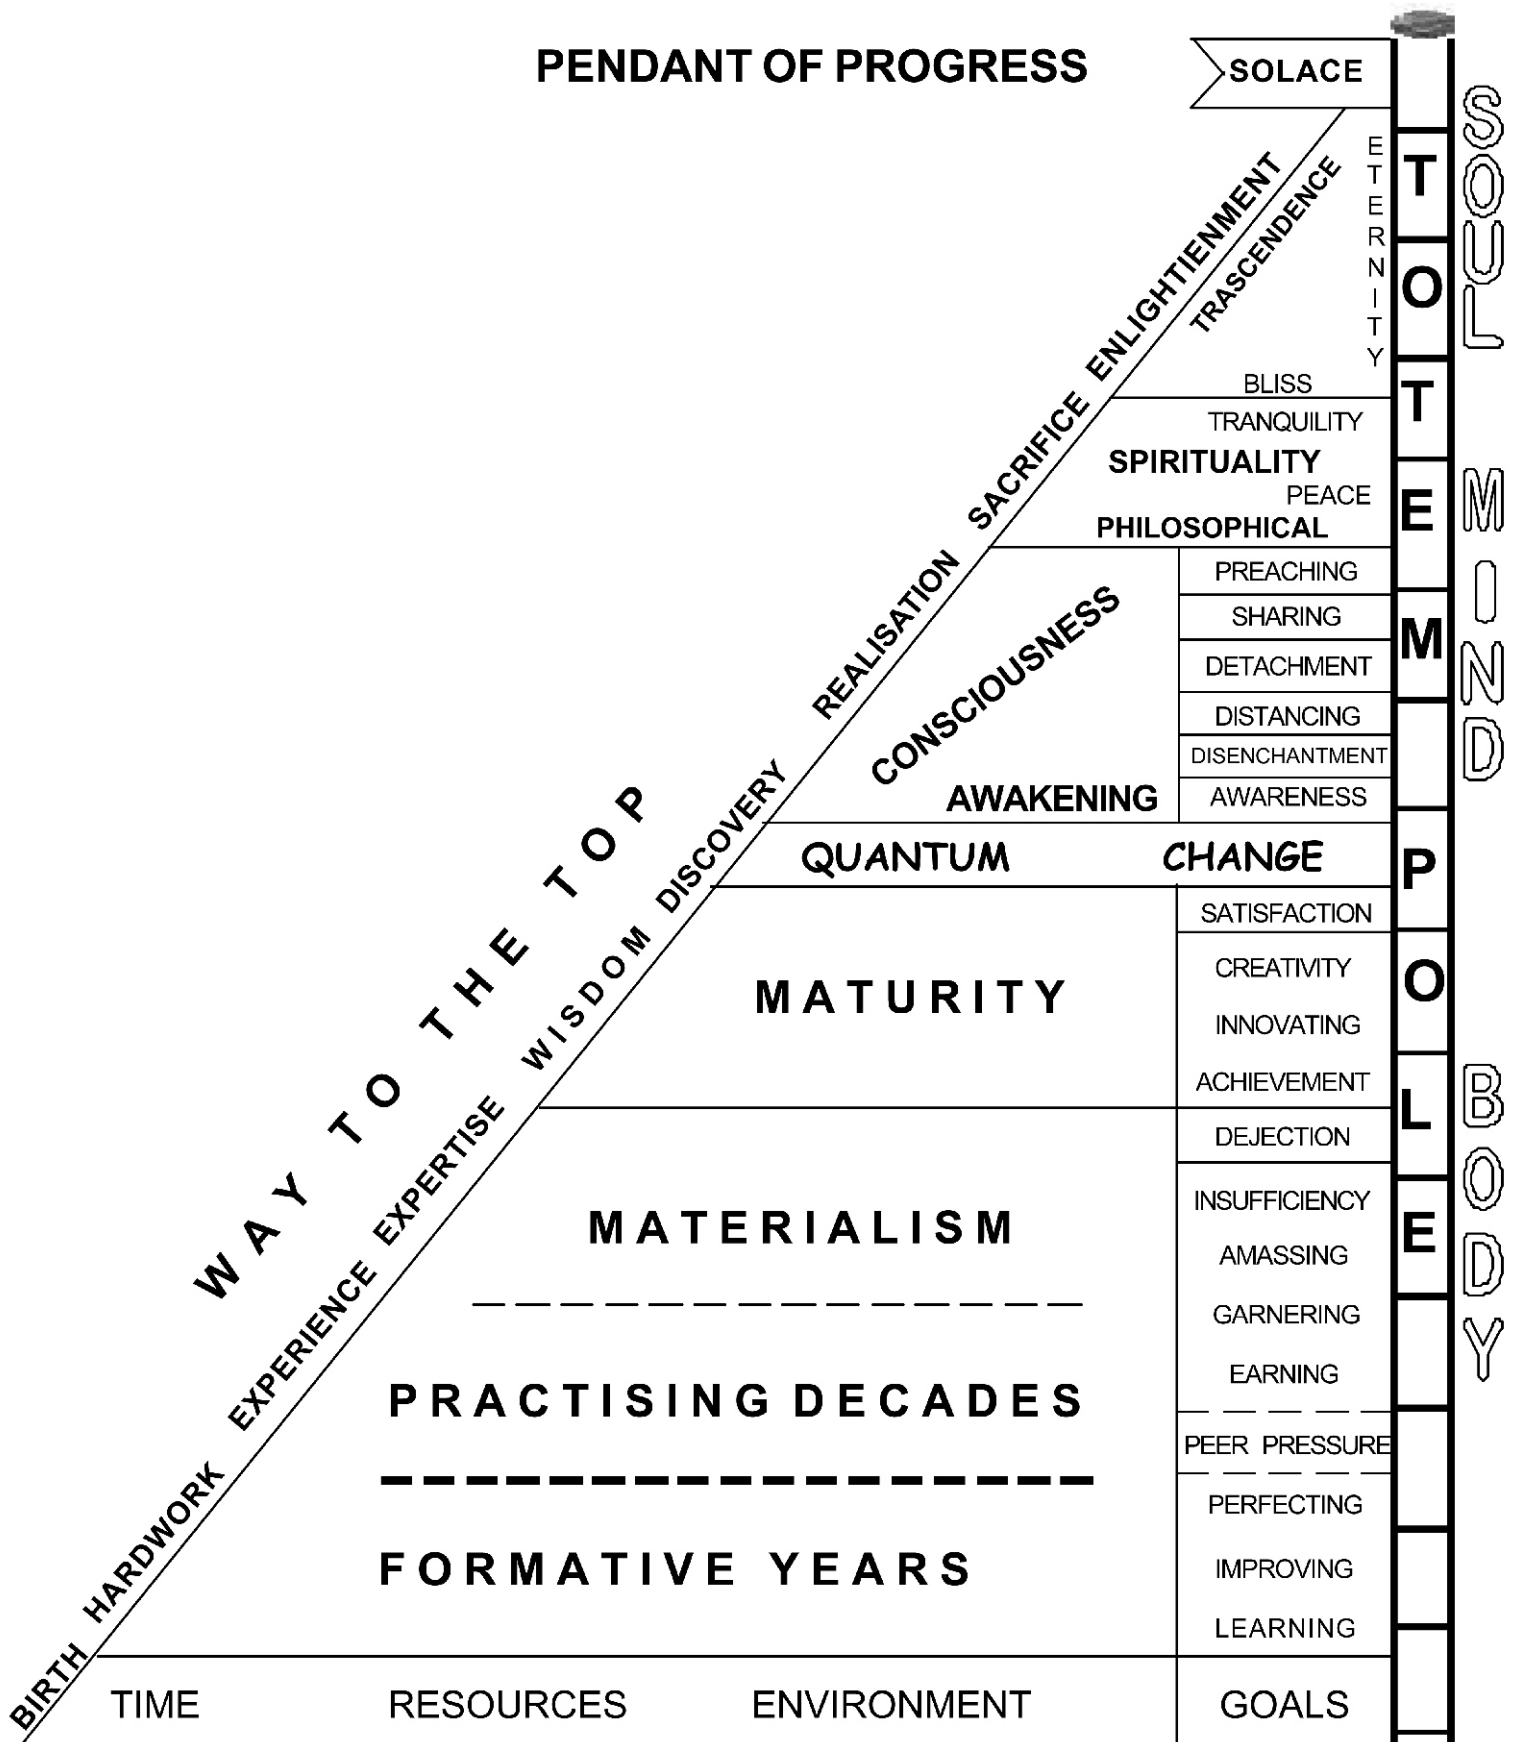 PENDANT OF PROGRESS
SOLACE
ETERNITY
TRASCENDENCE
BLISS
TRANQUILITY
SPIRITUALITY
PEACE
PHILOSOPHICAL
PREACHING
SHARING
DETACHMENT
DISTANCING
DISENCHANTMENT
AWARENESS
CONSCIOUSNESS
AWAKENING
QUANTUM CHANGE
SATISFACTION
CREATIVITY
MATURITY
INNOVATING
ACHIEVEMENT
DEJECTION
INSUFFICIENCY
MATERIALISM
AMASSING
GARNERING
EARNING
PRACTISING DECADES
PEER PRESSURE
PERFECTING
FORMATIVE YEARS
IMPROVING
LEARNING
TIME RESOURCES ENVIRONMENT GOALS
BIRTH HARDWORK EXPERIENCE EXPERTISE WISDOM DISCOVERY REALISATION SACRIFICE ENLIGHTIENMENT
WAY TO THE TOP
TOTEM POLE
SOUL MIND BODY